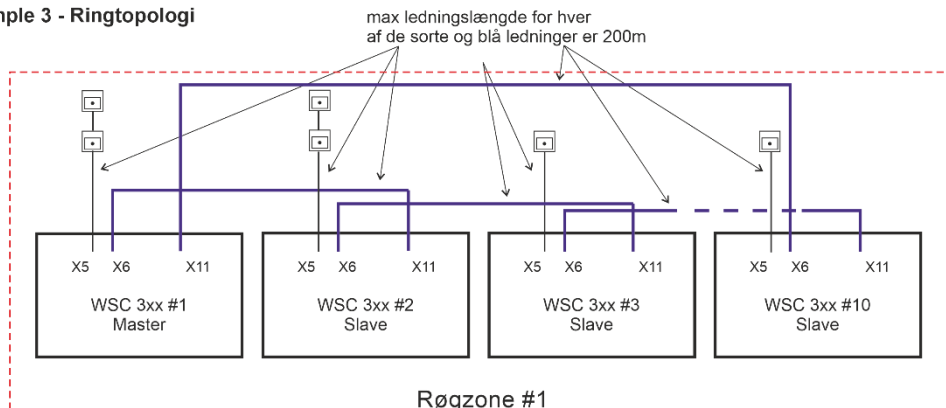 mple 3 - Ringtopologi
max ledningslængde for hver
af de sorte og blå ledninger er 200m
X5 X6 X11
WSC 3xx #1
Master
X5 X6 X11
WSC 3xx #2
Slave
X5 X6 X11
WSC 3xx #3
Slave
X5 X6 X11
WSC 3xx #10
Slave
Røgzone #1